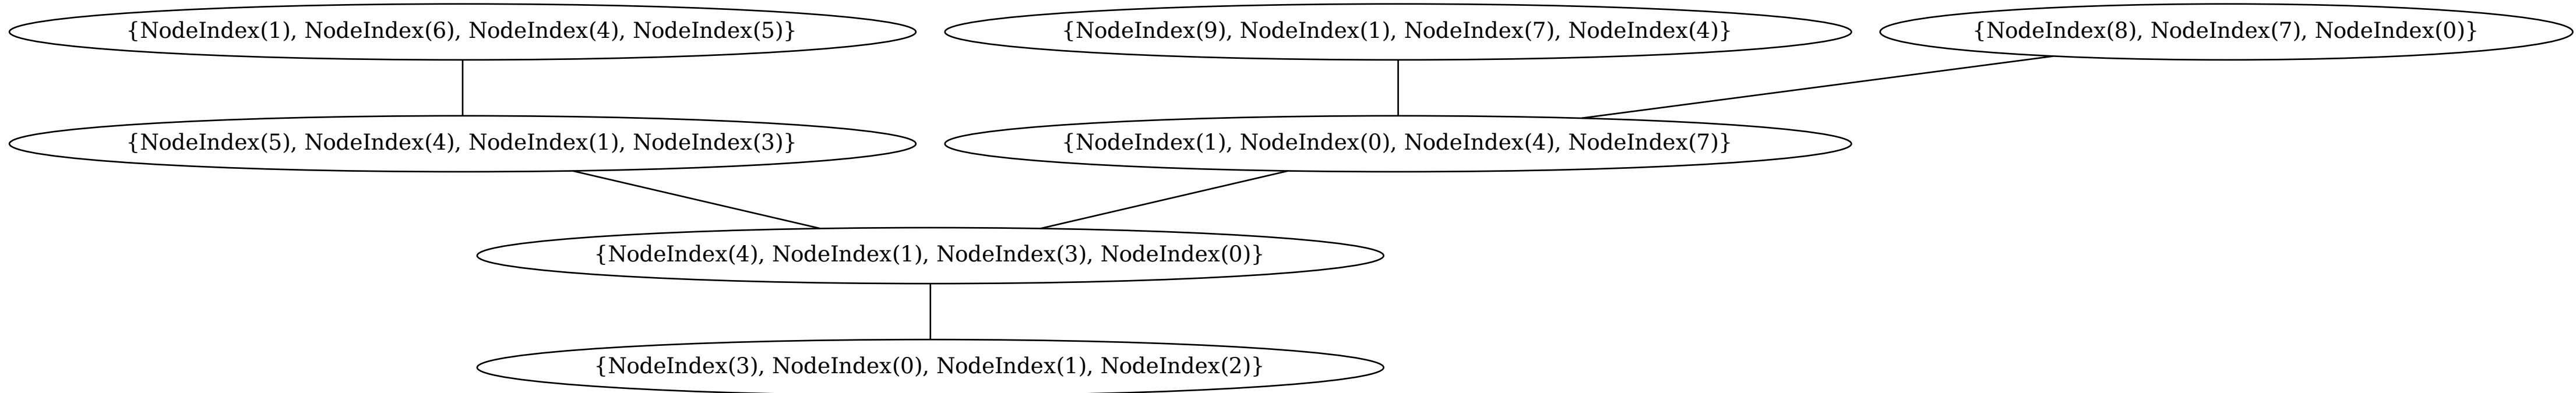 {NodeIndex(1), NodeIndex(6), NodeIndex(4), NodeIndex(5)}
{NodeIndex(9), NodeIndex(1), NodeIndex(7), NodeIndex(4)}
{NodeIndex(8), NodeIndex(7), NodeIndex(0)}
{NodeIndex(5), NodeIndex(4), NodeIndex(1), NodeIndex(3)}
{NodeIndex(1), NodeIndex(0), NodeIndex(4), NodeIndex(7)}
{NodeIndex(4), NodeIndex(1), NodeIndex(3), NodeIndex(0)}
{NodeIndex(3), NodeIndex(0), NodeIndex(1), NodeIndex(2)}